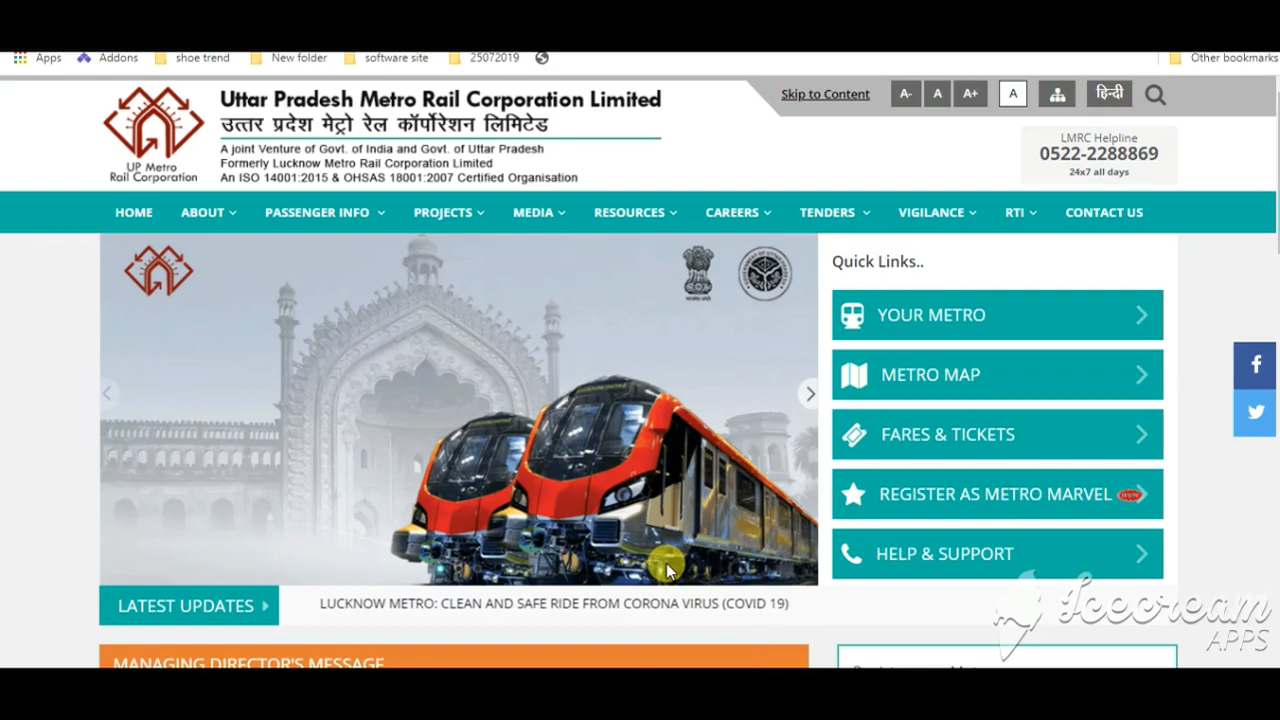 Apps Addons shoe trend New folder software site 25072019 Other bookmarks
Uttar Pradesh Metro Rail Corporation Limited
उत्तर प्रदेश मेट्रो रेल कॉर्पोरेशन लिमिटेड
A joint Venture of Govt. of India and Govt. of Uttar Pradesh
Formerly Lucknow Metro Rail Corporation Limited
An ISO 14001:2015 & OHSAS 18001:2007 Certified Organisation
UP Metro
Rail Corporation
Skip to Content A- A A+ A हिन्दी
LMRC Helpline
0522-2288869
24x7 all days
HOME ABOUT PASSENGER INFO PROJECTS MEDIA RESOURCES CAREERS TENDERS VIGILANCE RTI CONTACT US
Quick Links..
YOUR METRO
METRO MAP
FARES & TICKETS
REGISTER AS METRO MARVEL
HELP & SUPPORT
LATEST UPDATES LUCKNOW METRO: CLEAN AND SAFE RIDE FROM CORONA VIRUS (COVID 19)
Icecream
APPS
MANAGING DIRECTOR'S MESSAGE